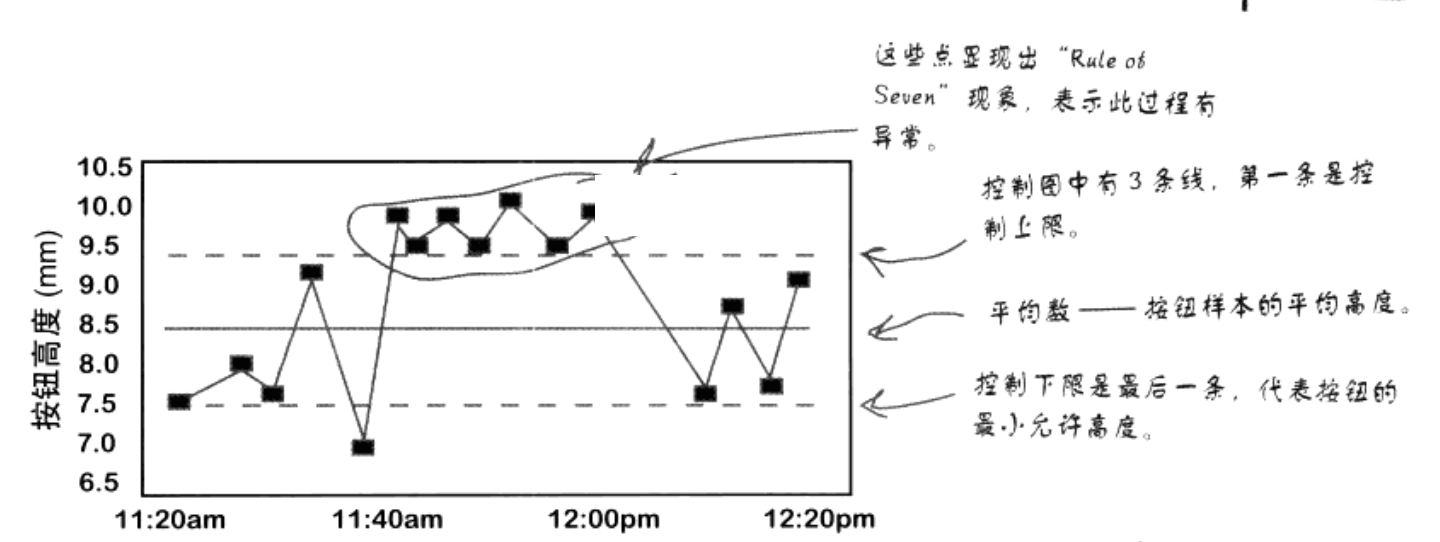 这些点显现出“Rule of
Seven”现象，表示此过程有
异常。
控制图中有3条线，第一条是控
制上限。
平均数——按钮样本的平均高度。
控制下限是最后一条，代表按钮的
最小允许高度。
按钮高度 (mm)
10.5
10.0
9.5
9.0
8.5
8.0
7.5
7.0
6.5
11:20am 11:40am 12:00pm 12:20pm